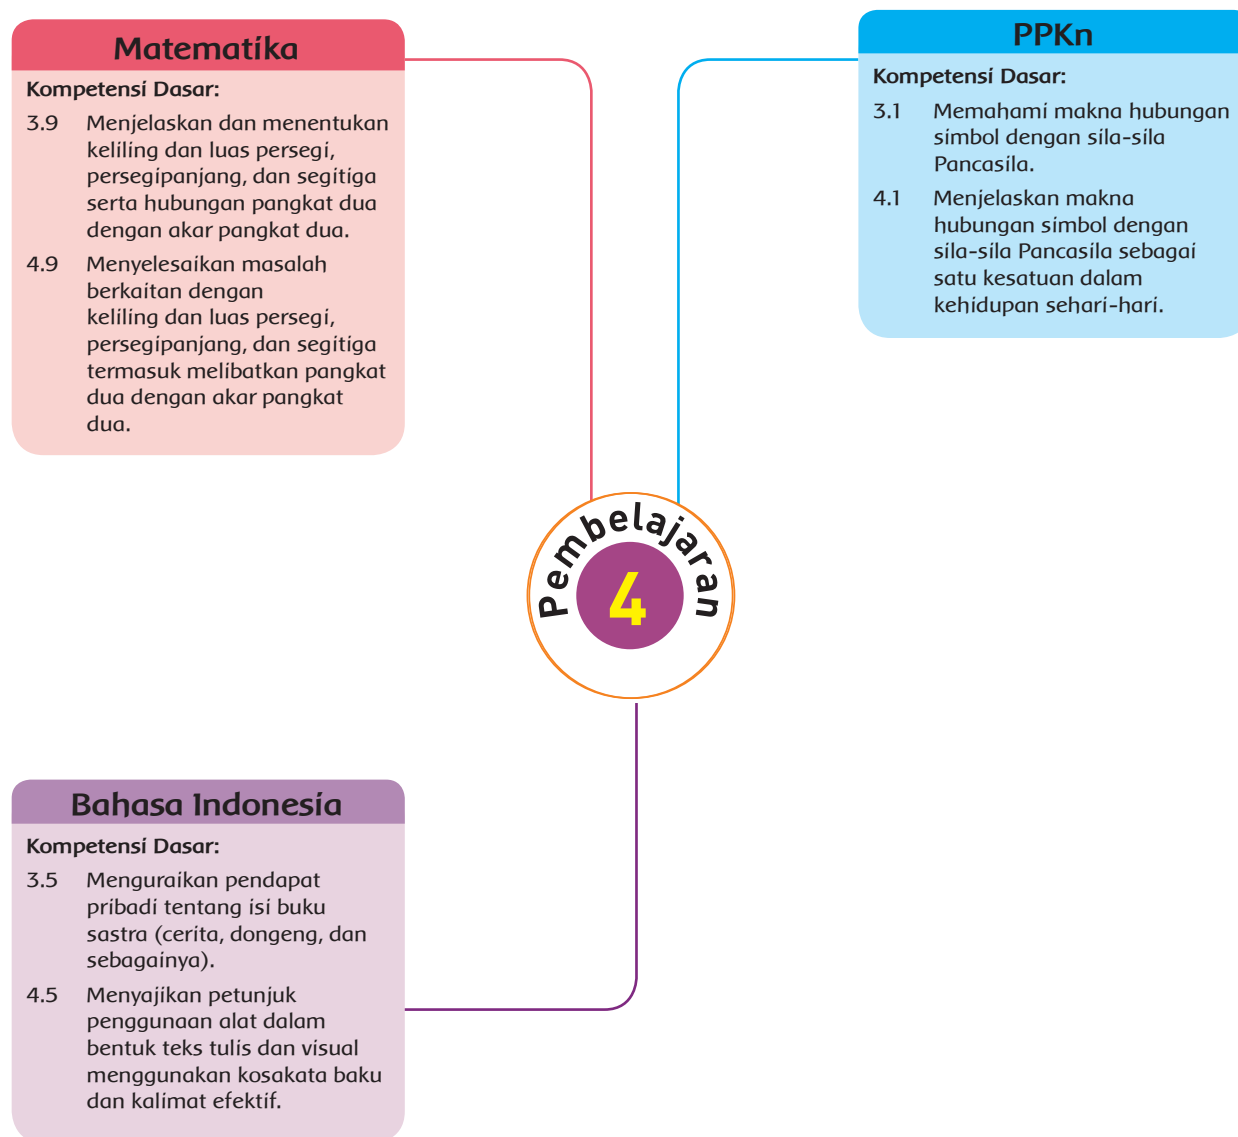 Matematika
Kompetensi Dasar:
3.9 Menjelaskan dan menentukan
keliling dan luas persegi,
persegipanjang, dan segitiga
serta hubungan pangkat dua
dengan akar pangkat dua.
4.9 Menyelesaikan masalah
berkaitan dengan
keliling dan luas persegi,
persegipanjang, dan segitiga
termasuk melibatkan pangkat
dua dengan akar pangkat
dua.
PPKn
Kompetensi Dasar:
3.1 Memahami makna hubungan
simbol dengan sila-sila
Pancasila.
4.1 Menjelaskan makna
hubungan simbol dengan
sila-sila Pancasila sebagai
satu kesatuan dalam
kehidupan sehari-hari.
Pembelajaran
4
Bahasa Indonesia
Kompetensi Dasar:
3.5 Menguraikan pendapat
pribadi tentang isi buku
sastra (cerita, dongeng, dan
sebagainya).
4.5 Menyajikan petunjuk
penggunaan alat dalam
bentuk teks tulis dan visual
menggunakan kosakata baku
dan kalimat efektif.